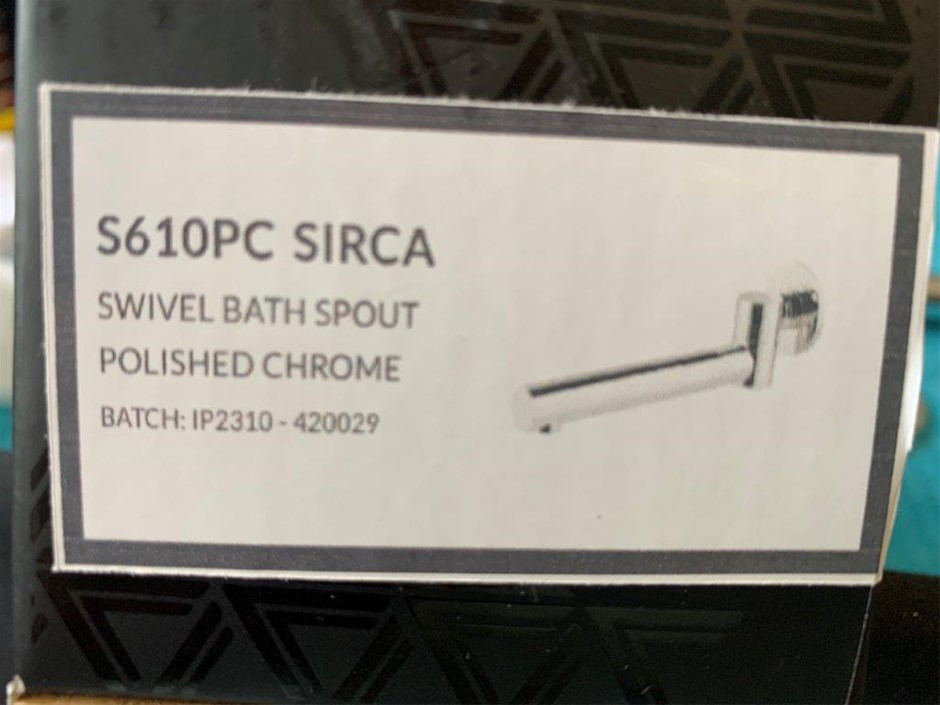 S610PC SIRCA
SWIVEL BATH SPOUT
POLISHED CHROME
BATCH: IP2310 - 420029